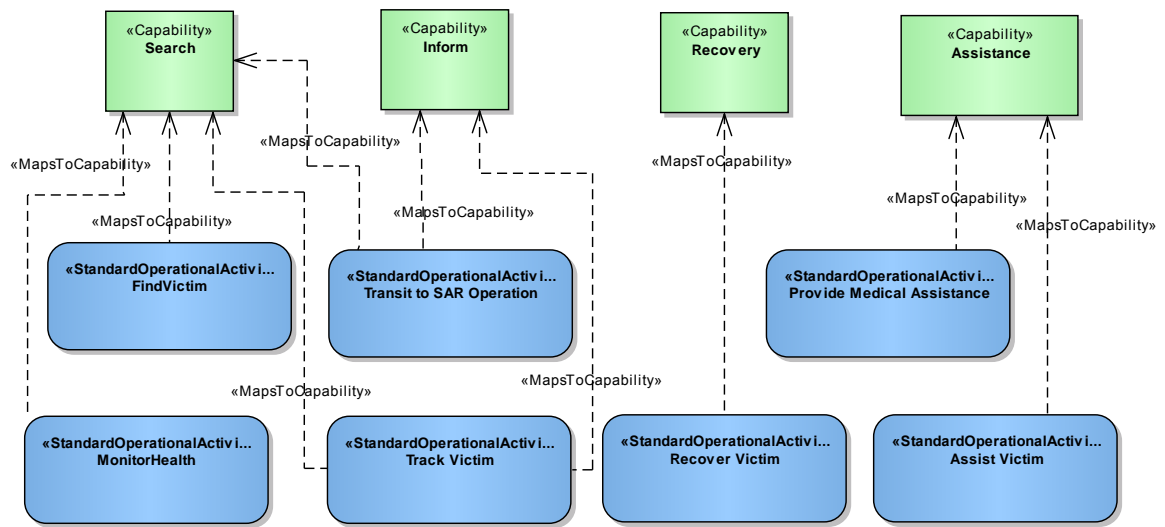 «Capability»
Search
«Capability»
Inform
«Capability»
Recovery
«Capability»
Assistance
«MapsToCapability»
«MapsToCapability»
«MapsToCapability»
«MapsToCapability»
«MapsToCapability»
«MapsToCapability»
«MapsToCapability»
«StandardOperationalActivi...
FindVictim
«StandardOperationalActivi...
Transit to SAR Operation
«StandardOperationalActivi...
Provide Medical Assistance
«MapsToCapability»
«MapsToCapability»
«StandardOperationalActivi...
MonitorHealth
«StandardOperationalActivi...
Track Victim
«StandardOperationalActivi...
Recover Victim
«StandardOperationalActivi...
Assist Victim